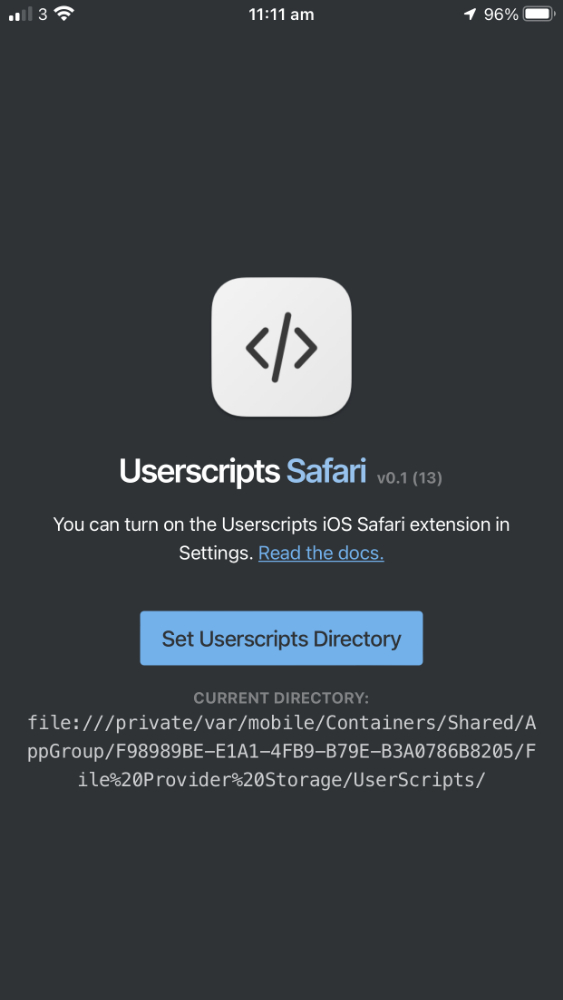 3 11:11 am 96%
</>
Userscripts Safari v0.1 (13)
You can turn on the Userscripts iOS Safari extension in
Settings. Read the docs.
Set Userscripts Directory
CURRENT DIRECTORY:
file:///private/var/mobile/Containers/Shared/A
ppGroup/F98989BE-E1A1-4FB9-B79E-B3A0786B8205/F
ile%20Provider%20Storage/UserScripts/